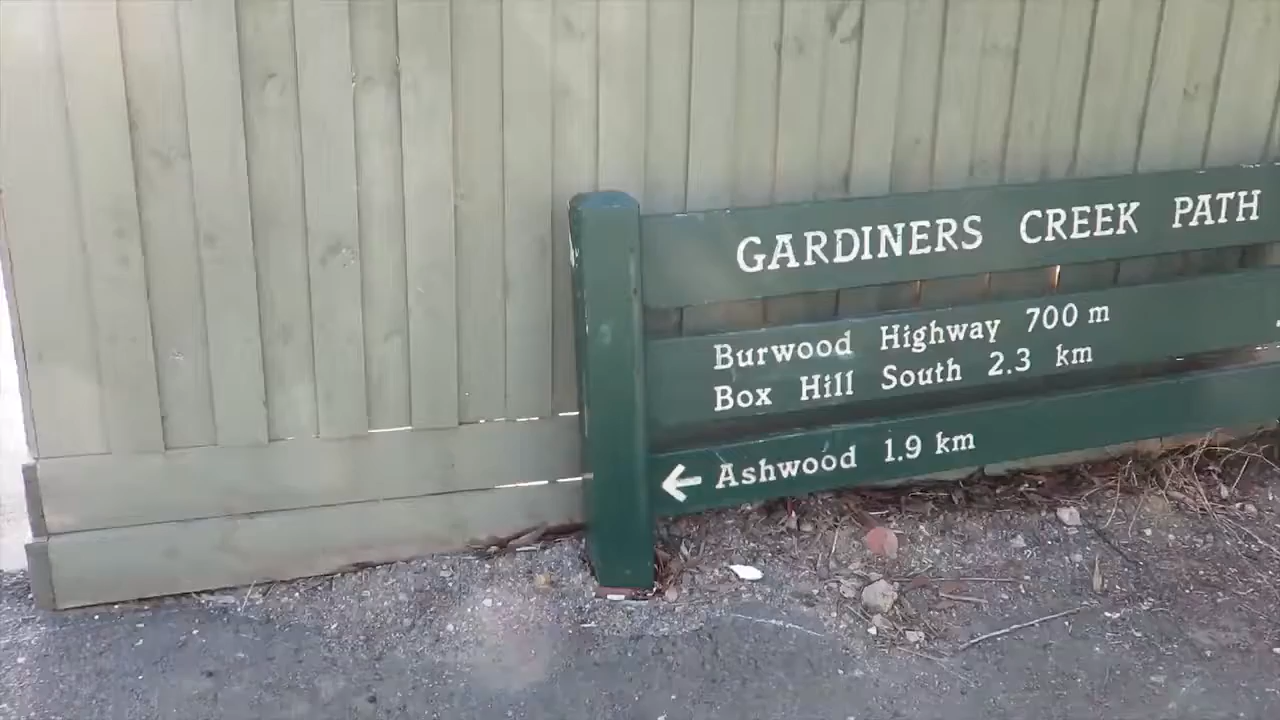 GARDINERS CREEK PATH
Burwood Highway 700 m
Box Hill South 2.3 km
← Ashwood 1.9 km